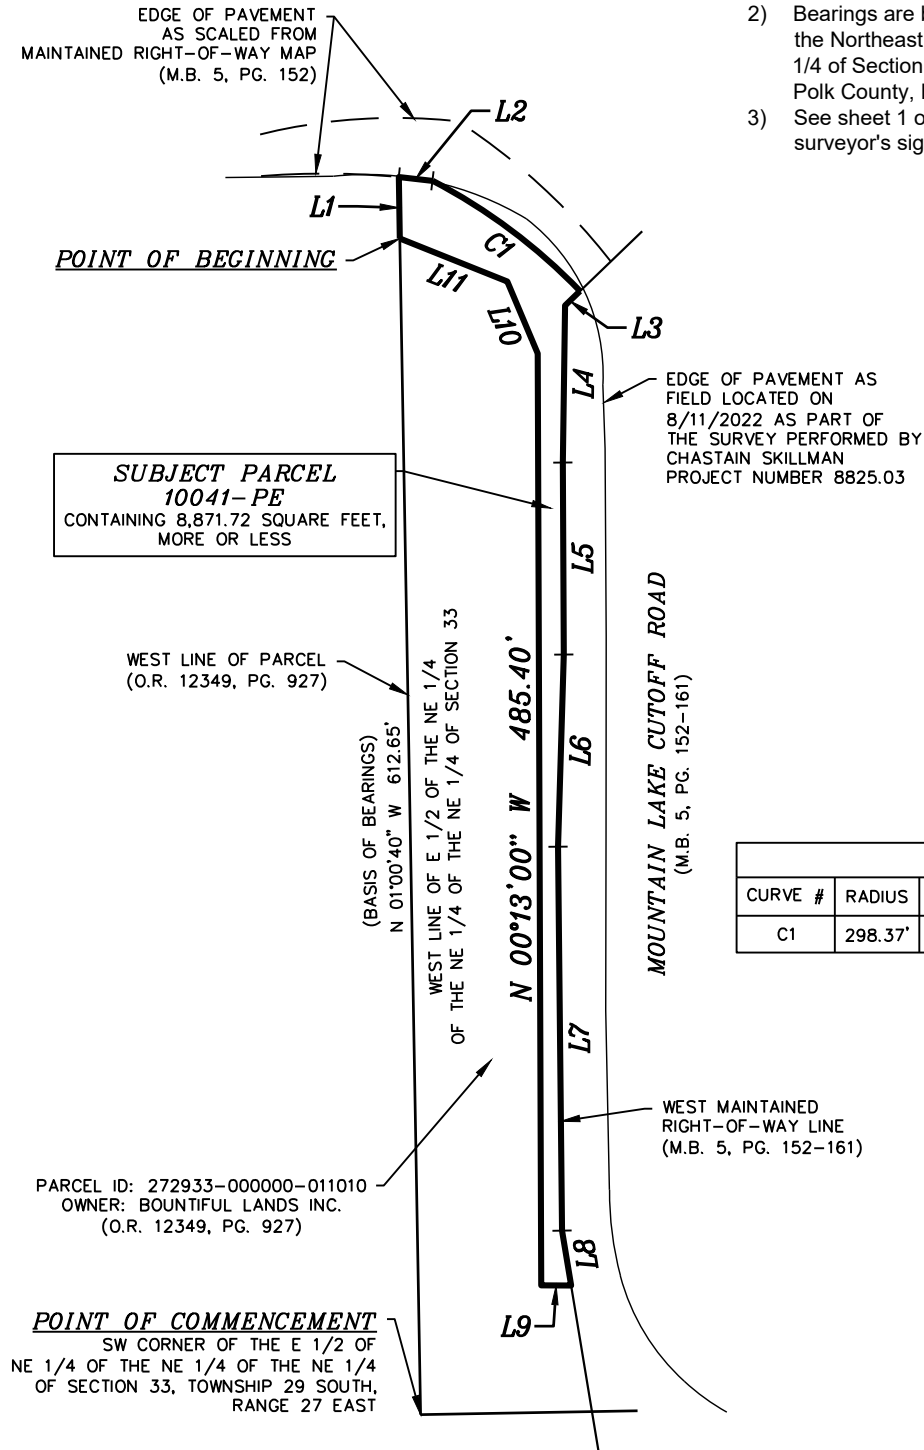 EDGE OF PAVEMENT
AS SCALED FROM
MAINTAINED RIGHT-OF-WAY MAP
(M.B. 5, PG. 152)
2) Bearings are
the Northeast
1/4 of Section
Polk County,
3) See sheet 1 o
surveyor's sig
L2
L1
C1
POINT OF BEGINNING
L11
L10
L3
L4
EDGE OF PAVEMENT AS
FIELD LOCATED ON
8/11/2022 AS PART OF
THE SURVEY PERFORMED BY
CHASTAIN SKILLMAN
PROJECT NUMBER 8825.03
SUBJECT PARCEL
10041-PE
CONTAINING 8,871.72 SQUARE FEET,
MORE OR LESS
L5
WEST LINE OF PARCEL
(O.R. 12349, PG. 927)
(BASIS OF BEARINGS)
N 01°00'40" W 612.65'
WEST LINE OF E 1/2 OF THE NE 1/4
OF THE NE 1/4 OF THE NE 1/4 OF SECTION 33
N 00°13'00" W 485.40'
L6
MOUNTAIN LAKE CUTOFF ROAD
(M.B. 5, PG. 152-161)
CURVE # RADIUS
C1 298.37'
L7
WEST MAINTAINED
RIGHT-OF-WAY LINE
(M.B. 5, PG. 152-161)
PARCEL ID: 272933-000000-011010
OWNER: BOUNTIFUL LANDS INC.
(O.R. 12349, PG. 927)
L8
L9
POINT OF COMMENCEMENT
SW CORNER OF THE E 1/2 OF
NE 1/4 OF THE NE 1/4 OF THE NE 1/4
OF SECTION 33, TOWNSHIP 29 SOUTH,
RANGE 27 EAST